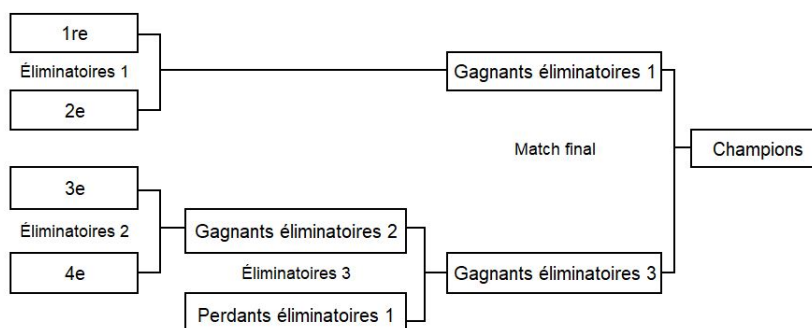 1re
Éliminatoires 1
2e
Gagnants éliminatoires 1
Match final
Champions
3e
Éliminatoires 2
4e
Gagnants éliminatoires 2
Éliminatoires 3
Perdants éliminatoires 1
Gagnants éliminatoires 3